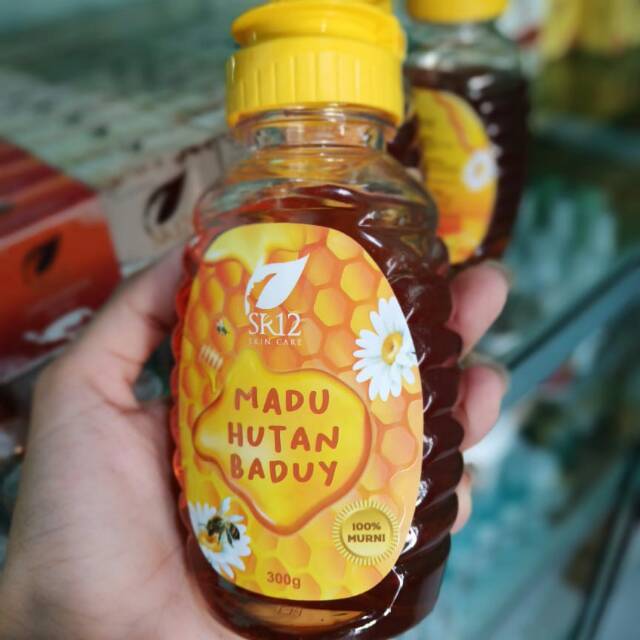 SR12
SKIN CARE
MADU
HUTAN
BADUY
100%
MURNI
300g